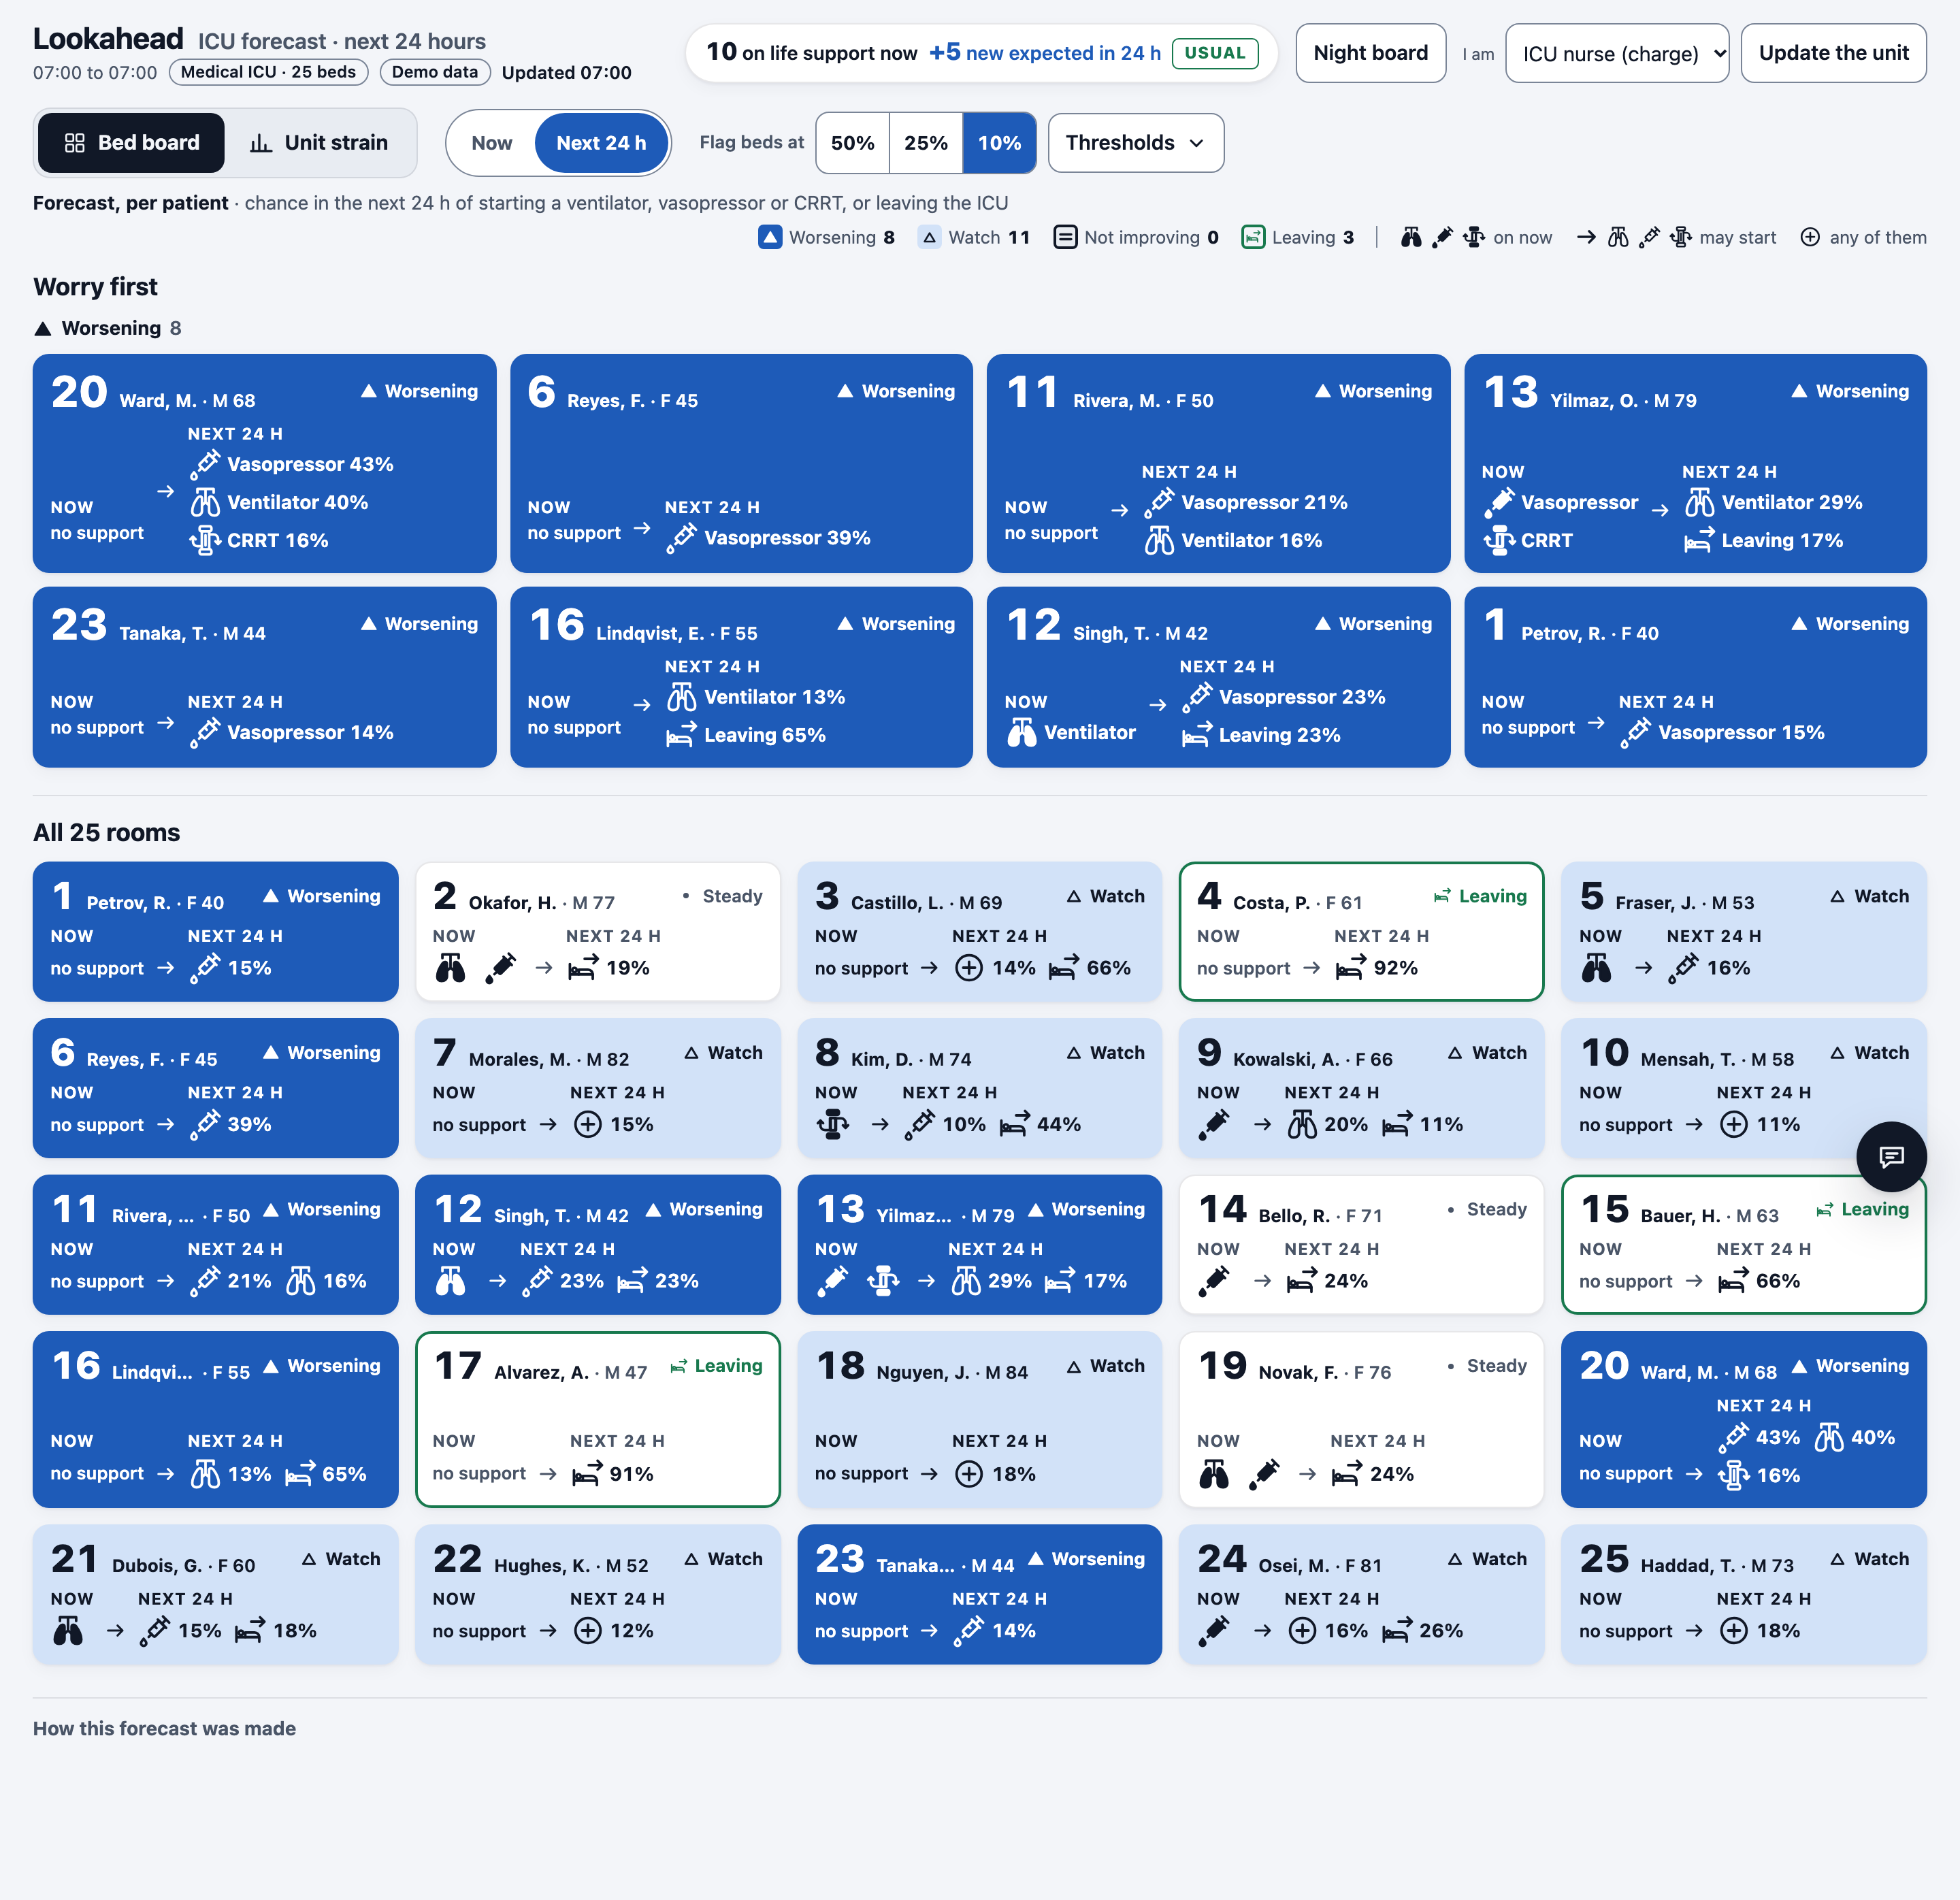 Lookahead ICU forecast · next 24 hours
07:00 to 07:00 Medical ICU · 25 beds Demo data Updated 07:00
10 on life support now +5 new expected in 24 h USUAL
Night board
I am ICU nurse (charge)
Update the unit
Bed board Unit strain
Now Next 24 h
Flag beds at 50% 25% 10% Thresholds
Forecast, per patient · chance in the next 24 h of starting a ventilator, vasopressor or CRRT, or leaving the ICU
Worsening 8 Watch 11 Not improving 0 Leaving 3 on now → may start any of them
Worry first
Worsening 8
20 Ward, M. · M 68 Worsening
NOW
no support
→
NEXT 24 H
Vasopressor 43%
Ventilator 40%
CRRT 16%
6 Reyes, F. · F 45 Worsening
NOW
no support
→
NEXT 24 H
Vasopressor 39%
11 Rivera, M. · F 50 Worsening
NOW
no support
→
NEXT 24 H
Vasopressor 21%
Ventilator 16%
13 Yilmaz, O. · M 79 Worsening
NOW
Vasopressor
CRRT
→
NEXT 24 H
Ventilator 29%
Leaving 17%
23 Tanaka, T. · M 44 Worsening
NOW
no support
→
NEXT 24 H
Vasopressor 14%
16 Lindqvist, E. · F 55 Worsening
NOW
no support
→
NEXT 24 H
Ventilator 13%
Leaving 65%
12 Singh, T. · M 42 Worsening
NOW
Ventilator
→
NEXT 24 H
Vasopressor 23%
Leaving 23%
1 Petrov, R. · F 40 Worsening
NOW
no support
→
NEXT 24 H
Vasopressor 15%
All 25 rooms
1 Petrov, R. · F 40 Worsening
NOW NEXT 24 H
no support → 15%
2 Okafor, H. · M 77 • Steady
NOW NEXT 24 H
→ 19%
3 Castillo, L. · M 69 Watch
NOW NEXT 24 H
no support → 14% 66%
4 Costa, P. · F 61 Leaving
NOW NEXT 24 H
no support → 92%
5 Fraser, J. · M 53 Watch
NOW NEXT 24 H
→ 16%
6 Reyes, F. · F 45 Worsening
NOW NEXT 24 H
no support → 39%
7 Morales, M. · M 82 Watch
NOW NEXT 24 H
no support → 15%
8 Kim, D. · M 74 Watch
NOW NEXT 24 H
→ 10% 44%
9 Kowalski, A. · F 66 Watch
NOW NEXT 24 H
→ 20% 11%
10 Mensah, T. · M 58 Watch
NOW NEXT 24 H
no support → 11%
11 Rivera, ... · F 50 Worsening
NOW NEXT 24 H
no support → 21% 16%
12 Singh, T. · M 42 Worsening
NOW NEXT 24 H
→ 23% 23%
13 Yilmaz... · M 79 Worsening
NOW NEXT 24 H
→ 29% 17%
14 Bello, R. · F 71 • Steady
NOW NEXT 24 H
→ 24%
15 Bauer, H. · M 63 Leaving
NOW NEXT 24 H
no support → 66%
16 Lindqvi... · F 55 Worsening
NOW NEXT 24 H
no support → 13% 65%
17 Alvarez, A. · M 47 Leaving
NOW NEXT 24 H
no support → 91%
18 Nguyen, J. · M 84 Watch
NOW NEXT 24 H
no support → 18%
19 Novak, F. · F 76 • Steady
NOW NEXT 24 H
→ 24%
20 Ward, M. · M 68 Worsening
NEXT 24 H
NOW 43% 40%
no support → 16%
21 Dubois, G. · F 60 Watch
NOW NEXT 24 H
→ 15% 18%
22 Hughes, K. · M 52 Watch
NOW NEXT 24 H
no support → 12%
23 Tanaka... · M 44 Worsening
NOW NEXT 24 H
no support → 14%
24 Osei, M. · F 81 Watch
NOW NEXT 24 H
→ 16% 26%
25 Haddad, T. · M 73 Watch
NOW NEXT 24 H
no support → 18%
How this forecast was made